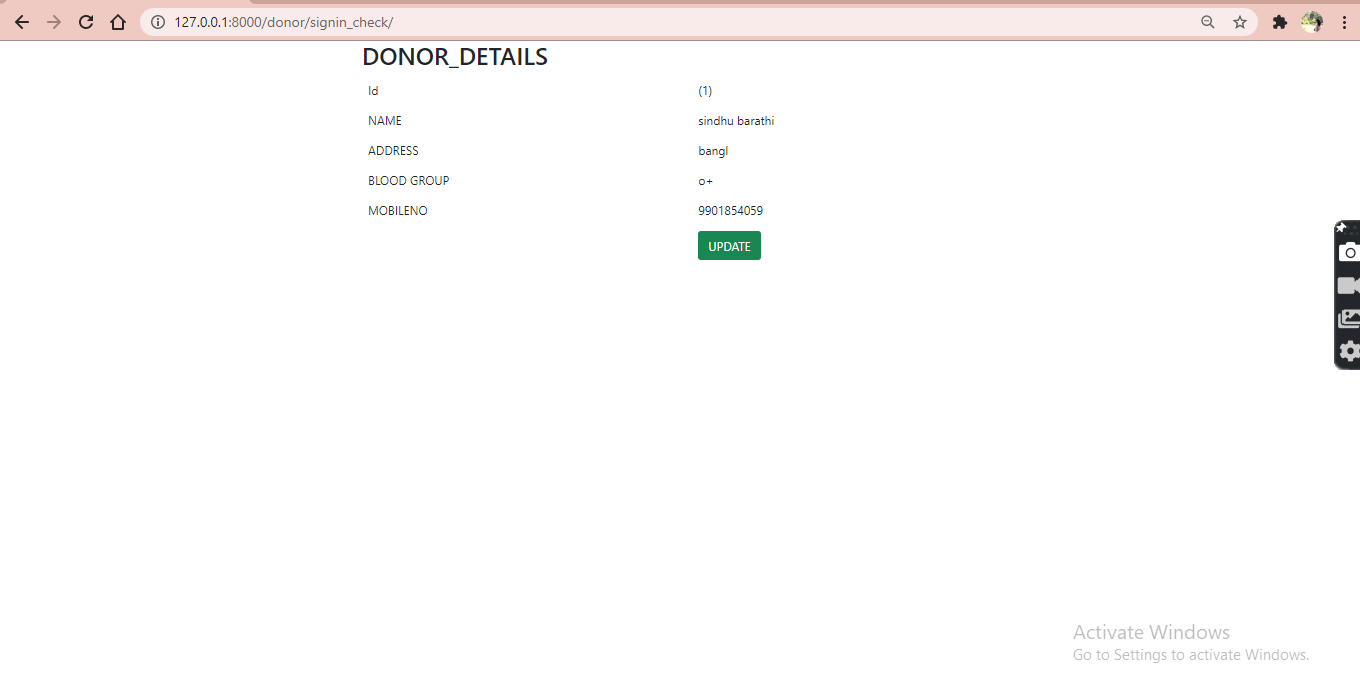 127.0.0.1:8000/donor/signin_check/
DONOR_DETAILS
Id (1)
NAME sindhu barathi
ADDRESS bangl
BLOOD GROUP o+
MOBILENO 9901854059
UPDATE
Activate Windows
Go to Settings to activate Windows.